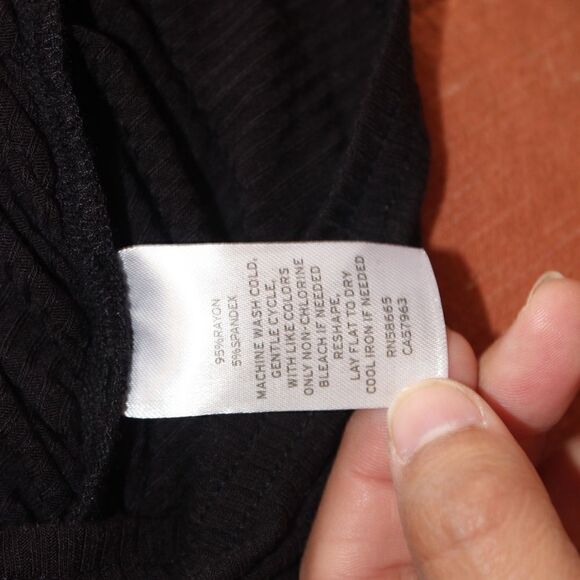 95%RAYON
5%SPANDEX
MACHINE WASH COLD,
GENTLE CYCLE,
WITH LIKE COLORS
ONLY NON-CHLORINE
BLEACH IF NEEDED
RESHAPE,
LAY FLAT TO DRY
COOL IRON IF NEEDED
RN58665
CA57963